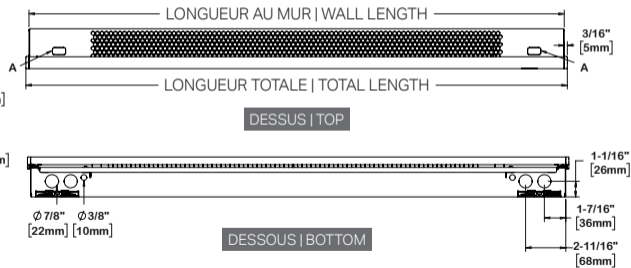 LONGUEUR AU MUR | WALL LENGTH
3/16"
[5mm]
A
A
LONGUEUR TOTALE | TOTAL LENGTH
DESSUS | TOP
1-1/16"
[26mm]
Ø 7/8"
[22mm]
Ø 3/8"
[10mm]
1-7/16"
[36mm]
DESSOUS | BOTTOM
2-11/16"
[68mm]